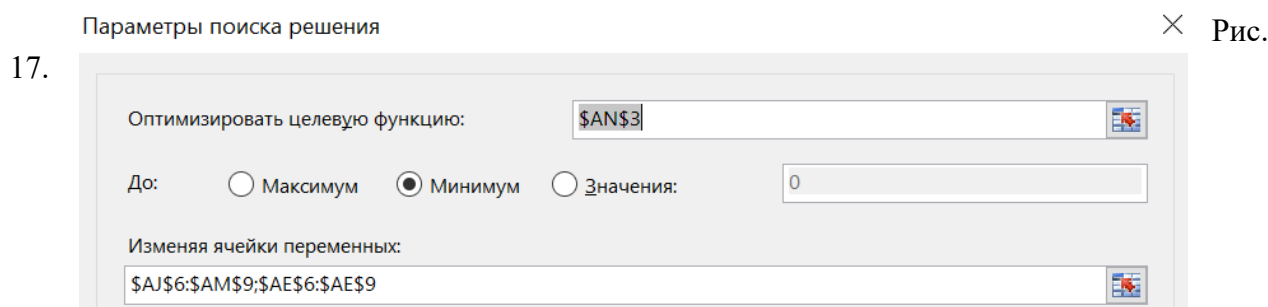 Параметры поиска решения Рис.
17.
Оптимизировать целевую функцию: $AN$3
До: Максимум Минимум Значения: 0
Изменяя ячейки переменных:
$AJ$6:$AM$9;$AE$6:$AE$9